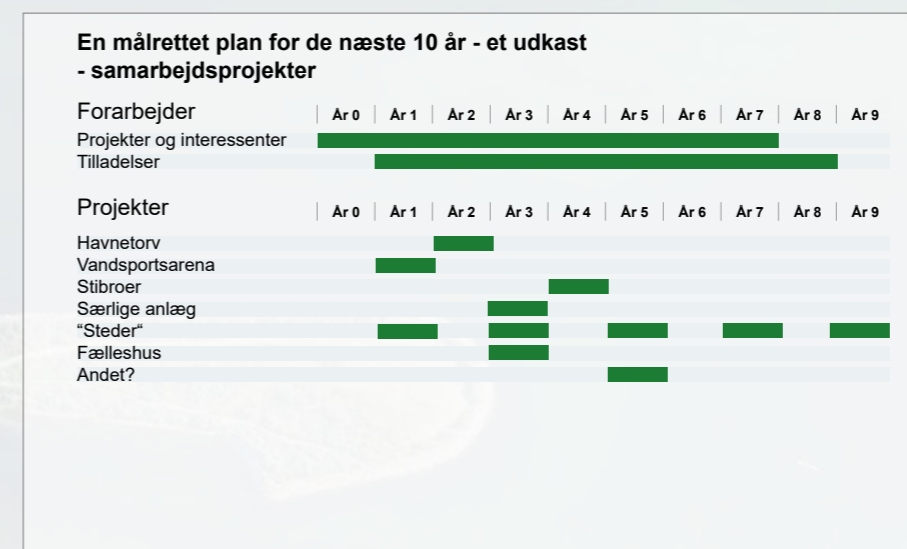 En målrettet plan for de næste 10 år - et udkast
- samarbejdsprojekter
Forarbejder | År 0 | År 1 | År 2 | År 3 | År 4 | År 5 | År 6 | År 7 | År 8 | År 9
Projekter og interessenter
Tilladelser
Projekter | År 0 | År 1 | År 2 | År 3 | År 4 | År 5 | År 6 | År 7 | År 8 | År 9
Havnetorv
Vandsportsarena
Stibroer
Særlige anlæg
“Steder“
Fælleshus
Andet?